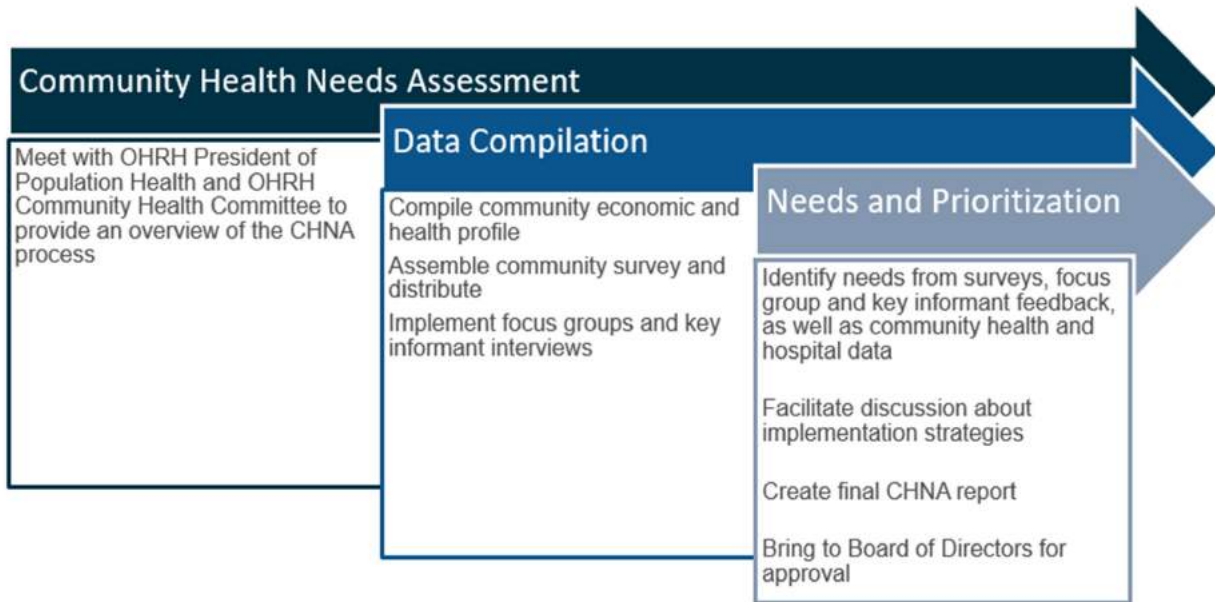 Community Health Needs Assessment
Meet with OHRH President of
Population Health and OHRH
Community Health Committee to
provide an overview of the CHNA
process
Data Compilation
Compile community economic and
health profile
Assemble community survey and
distribute
Implement focus groups and key
informant interviews
Needs and Prioritization
Identify needs from surveys, focus
group and key informant feedback,
as well as community health and
hospital data
Facilitate discussion about
implementation strategies
Create final CHNA report
Bring to Board of Directors for
approval